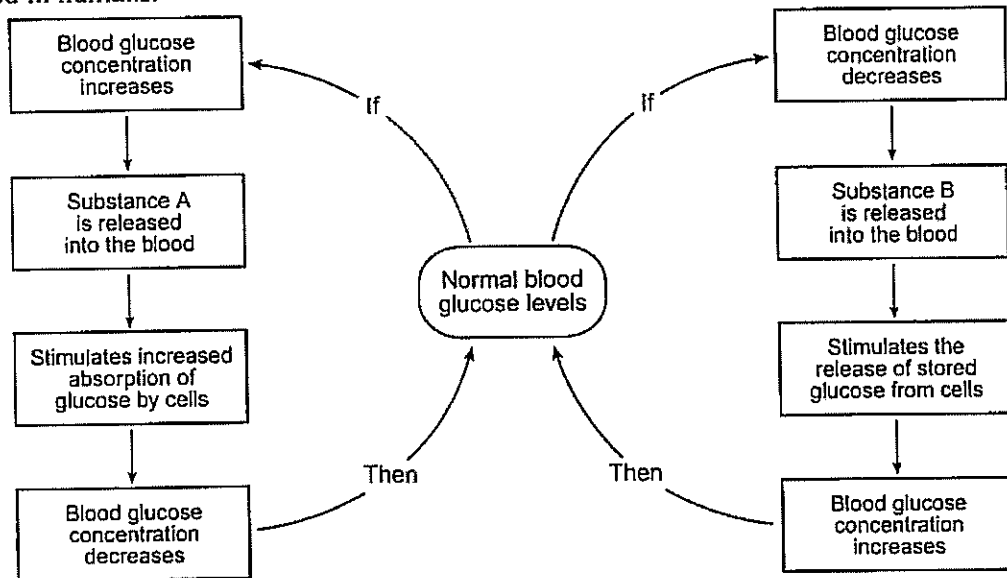 in humans.
Blood glucose
concentration
increases
If
If
Blood glucose
concentration
decreases
Substance A
is released
into the blood
Normal blood
glucose levels
Substance B
is released
into the blood
Stimulates increased
absorption of
glucose by cells
Stimulates the
release of stored
glucose from cells
Then
Then
Blood glucose
concentration
decreases
Blood glucose
concentration
increases